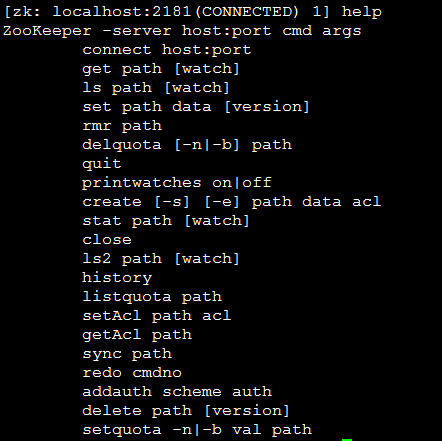 [zk: localhost:2181(CONNECTED) 1] help
ZooKeeper -server host:port cmd args
connect host:port
get path [watch]
ls path [watch]
set path data [version]
rmr path
delquota [-n|-b] path
quit
printwatches on|off
create [-s] [-e] path data acl
stat path [watch]
close
ls2 path [watch]
history
listquota path
setAcl path acl
getAcl path
sync path
redo cmdno
addauth scheme auth
delete path [version]
setquota -n|-b val path